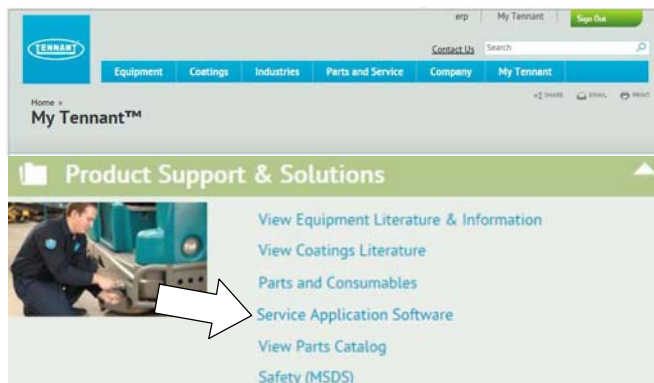 erp My Tennant Sign Out
TENNANT
Contact Us Search
Equipment Coatings Industries Parts and Service Company My Tennant
SHARE EMAIL PRINT
Home »
My Tennant™
Product Support & Solutions
View Equipment Literature & Information
View Coatings Literature
Parts and Consumables
Service Application Software
View Parts Catalog
Safety (MSDS)